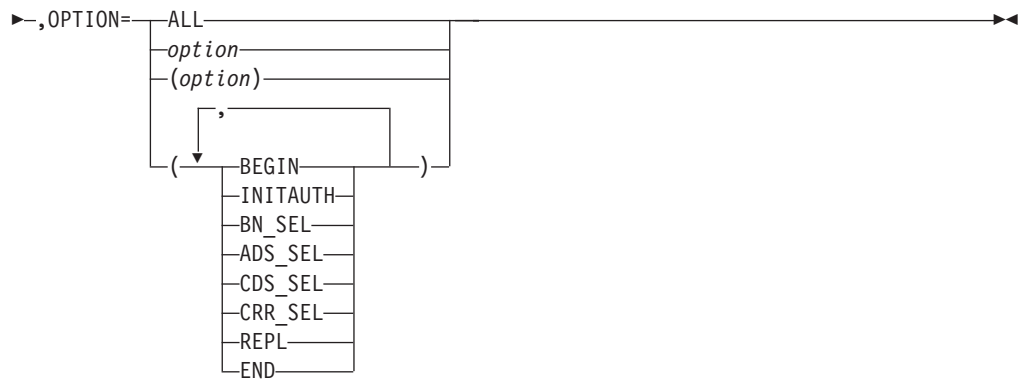 ,OPTION= ALL
option
(option)
,
( BEGIN )
INITAUTH
BN_SEL
ADS_SEL
CDS_SEL
CRR_SEL
REPL
END